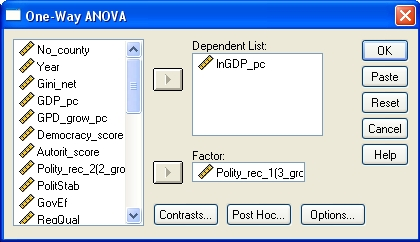 One-Way ANOVA
No_county
Year
Gini_net
GDP_pc
GPD_grow_pc
Democracy_score
Autorit_score
Polity_rec_2(2_gro
PolitStab
GovEf
RegQual
Dependent List:
lnGDP_pc
Factor:
Polity_rec_1(3_grc
Contrasts...
Post Hoc...
Options...
OK
Paste
Reset
Cancel
Help